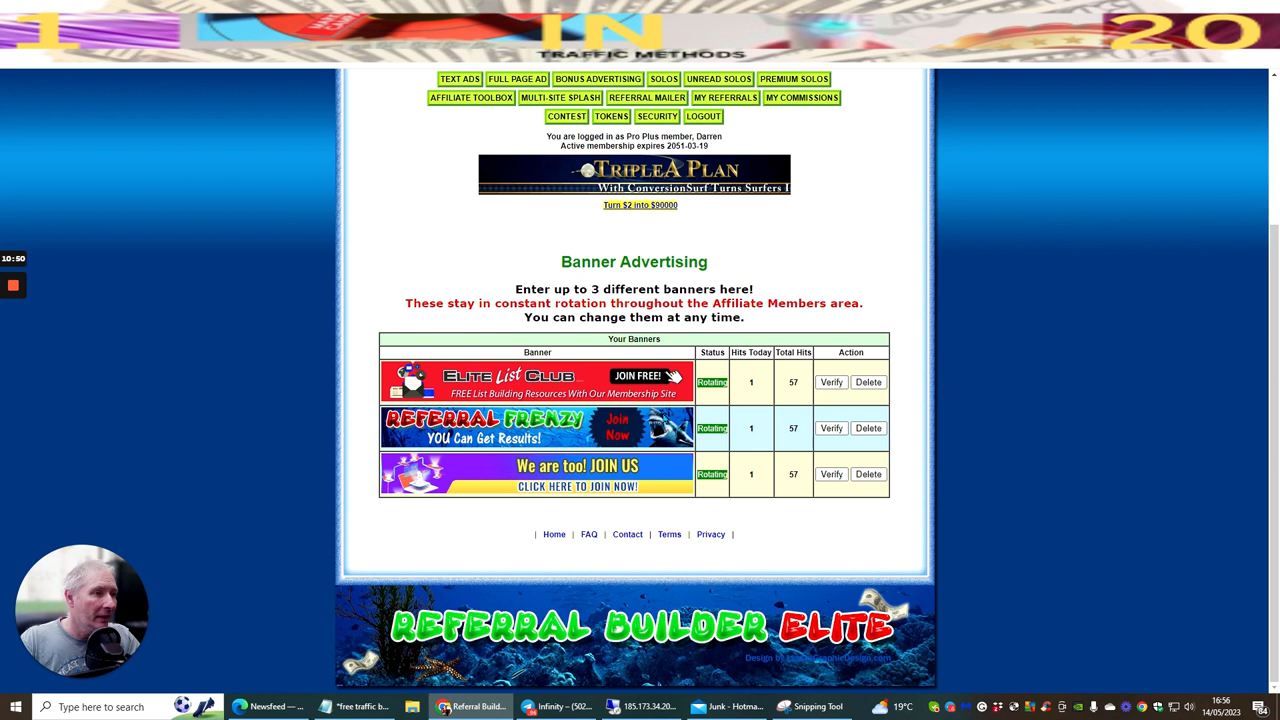 1 IN 20
TRAFFIC METHODS
TEXT ADS FULL PAGE AD BONUS ADVERTISING SOLOS UNREAD SOLOS PREMIUM SOLOS
AFFILIATE TOOLBOX MULTI-SITE SPLASH REFERRAL MAILER MY REFERRALS MY COMMISSIONS
CONTEST TOKENS SECURITY LOGOUT
You are logged in as Pro Plus member, Darren
Active membership expires 2051-03-19
TRIPLEA PLAN
With ConversionSurf Turns Surfers I
Turn $2 into $90000
10:50
Banner Advertising
Enter up to 3 different banners here!
These stay in constant rotation throughout the Affiliate Members area.
You can change them at any time.
Your Banners
Banner Status Hits Today Total Hits Action
ELITE List CLUB JOIN FREE!
FREE List Building Resources With Our Membership Site
Rotating 1 57 Verify Delete
REFERRAL FRENZY Join Now
YOU Can Get Results!
Rotating 1 57 Verify Delete
We are too! JOIN US
CLICK HERE TO JOIN NOW!
Rotating 1 57 Verify Delete
| Home | FAQ | Contact | Terms | Privacy |
REFERRAL BUILDER ELITE
Type here to search
Newsfeed — ...
*free traffic b...
Referral Build...
Infinity – (502...
185.173.34.20...
Junk - Hotma...
Snipping Tool
19°C
16:56
14/05/2023